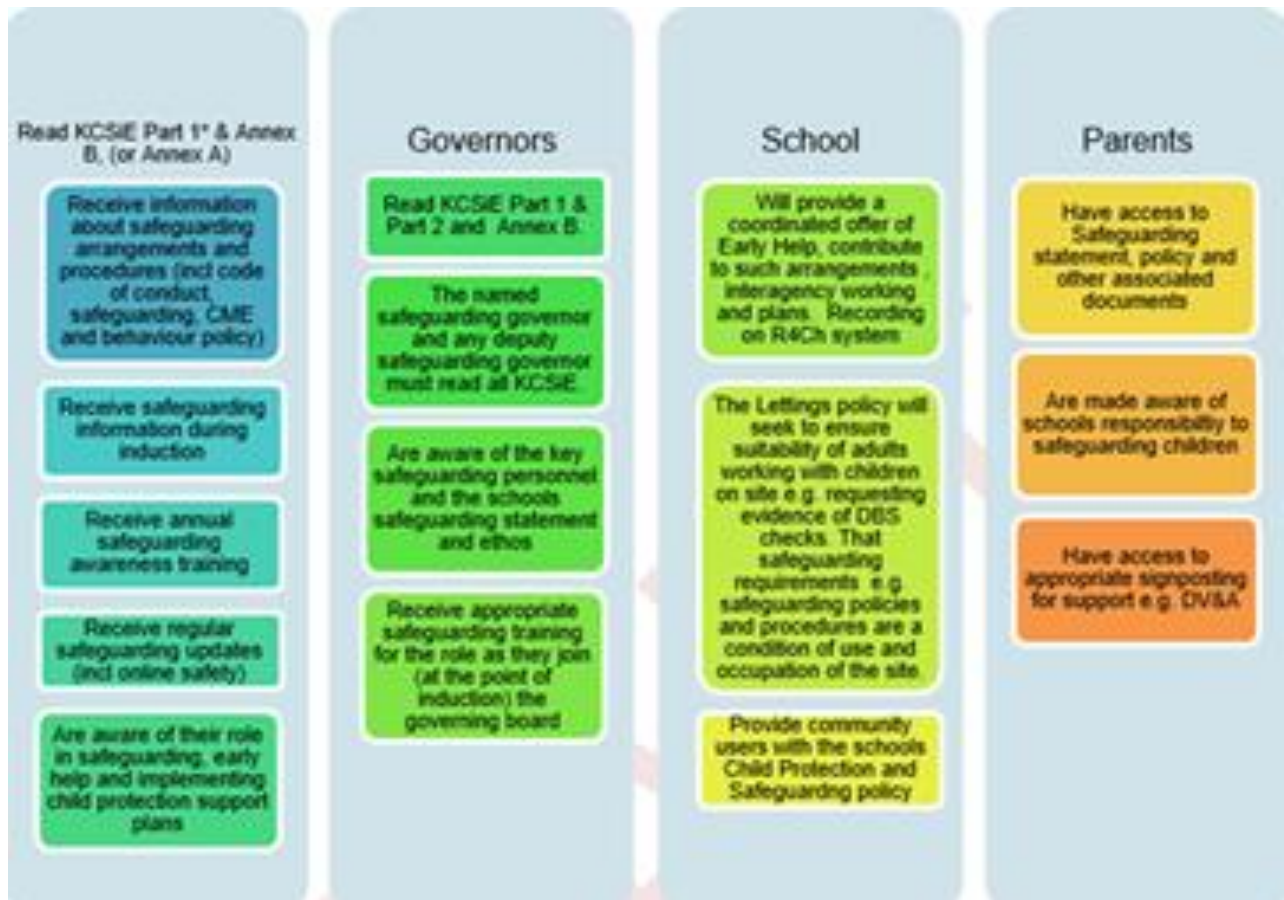 Read KCSiE Part 1* & Annex
B, (or Annex A)
Receive information
about safeguarding
arrangements and
procedures (incl code
of conduct,
safeguarding, CME
and behaviour policy)
Receive safeguarding
information during
induction
Receive annual
safeguarding
awareness training
Receive regular
safeguarding updates
(incl online safety)
Are aware of their role
in safeguarding, early
help and implementing
child protection support
plans
Governors
Read KCSiE Part 1 &
Part 2 and Annex B.
The named
safeguarding governor
and any deputy
safeguarding governor
must read all KCSiE.
Are aware of the key
safeguarding personnel
and the schools
safeguarding statement
and ethos
Receive appropriate
safeguarding training
for the role as they join
(at the point of
induction) the
governing board
School
Will provide a
coordinated offer of
Early Help, contribute
to such arrangements ,
interagency working
and plans. Recording
on R4Ch system
The Lettings policy will
seek to ensure
suitability of adults
working with children
on site e.g. requesting
evidence of DBS
checks. That
safeguarding
requirements e.g.
safeguarding policies
and procedures are a
condition of use and
occupation of the site.
Provide community
users with the schools
Child Protection and
Safeguardng policy
Parents
Have access to
Safeguarding
statement, policy and
other associated
documents
Are made aware of
schools responsibiltiy to
safeguarding children
Have access to
appropriate signposting
for support e.g. DV&A